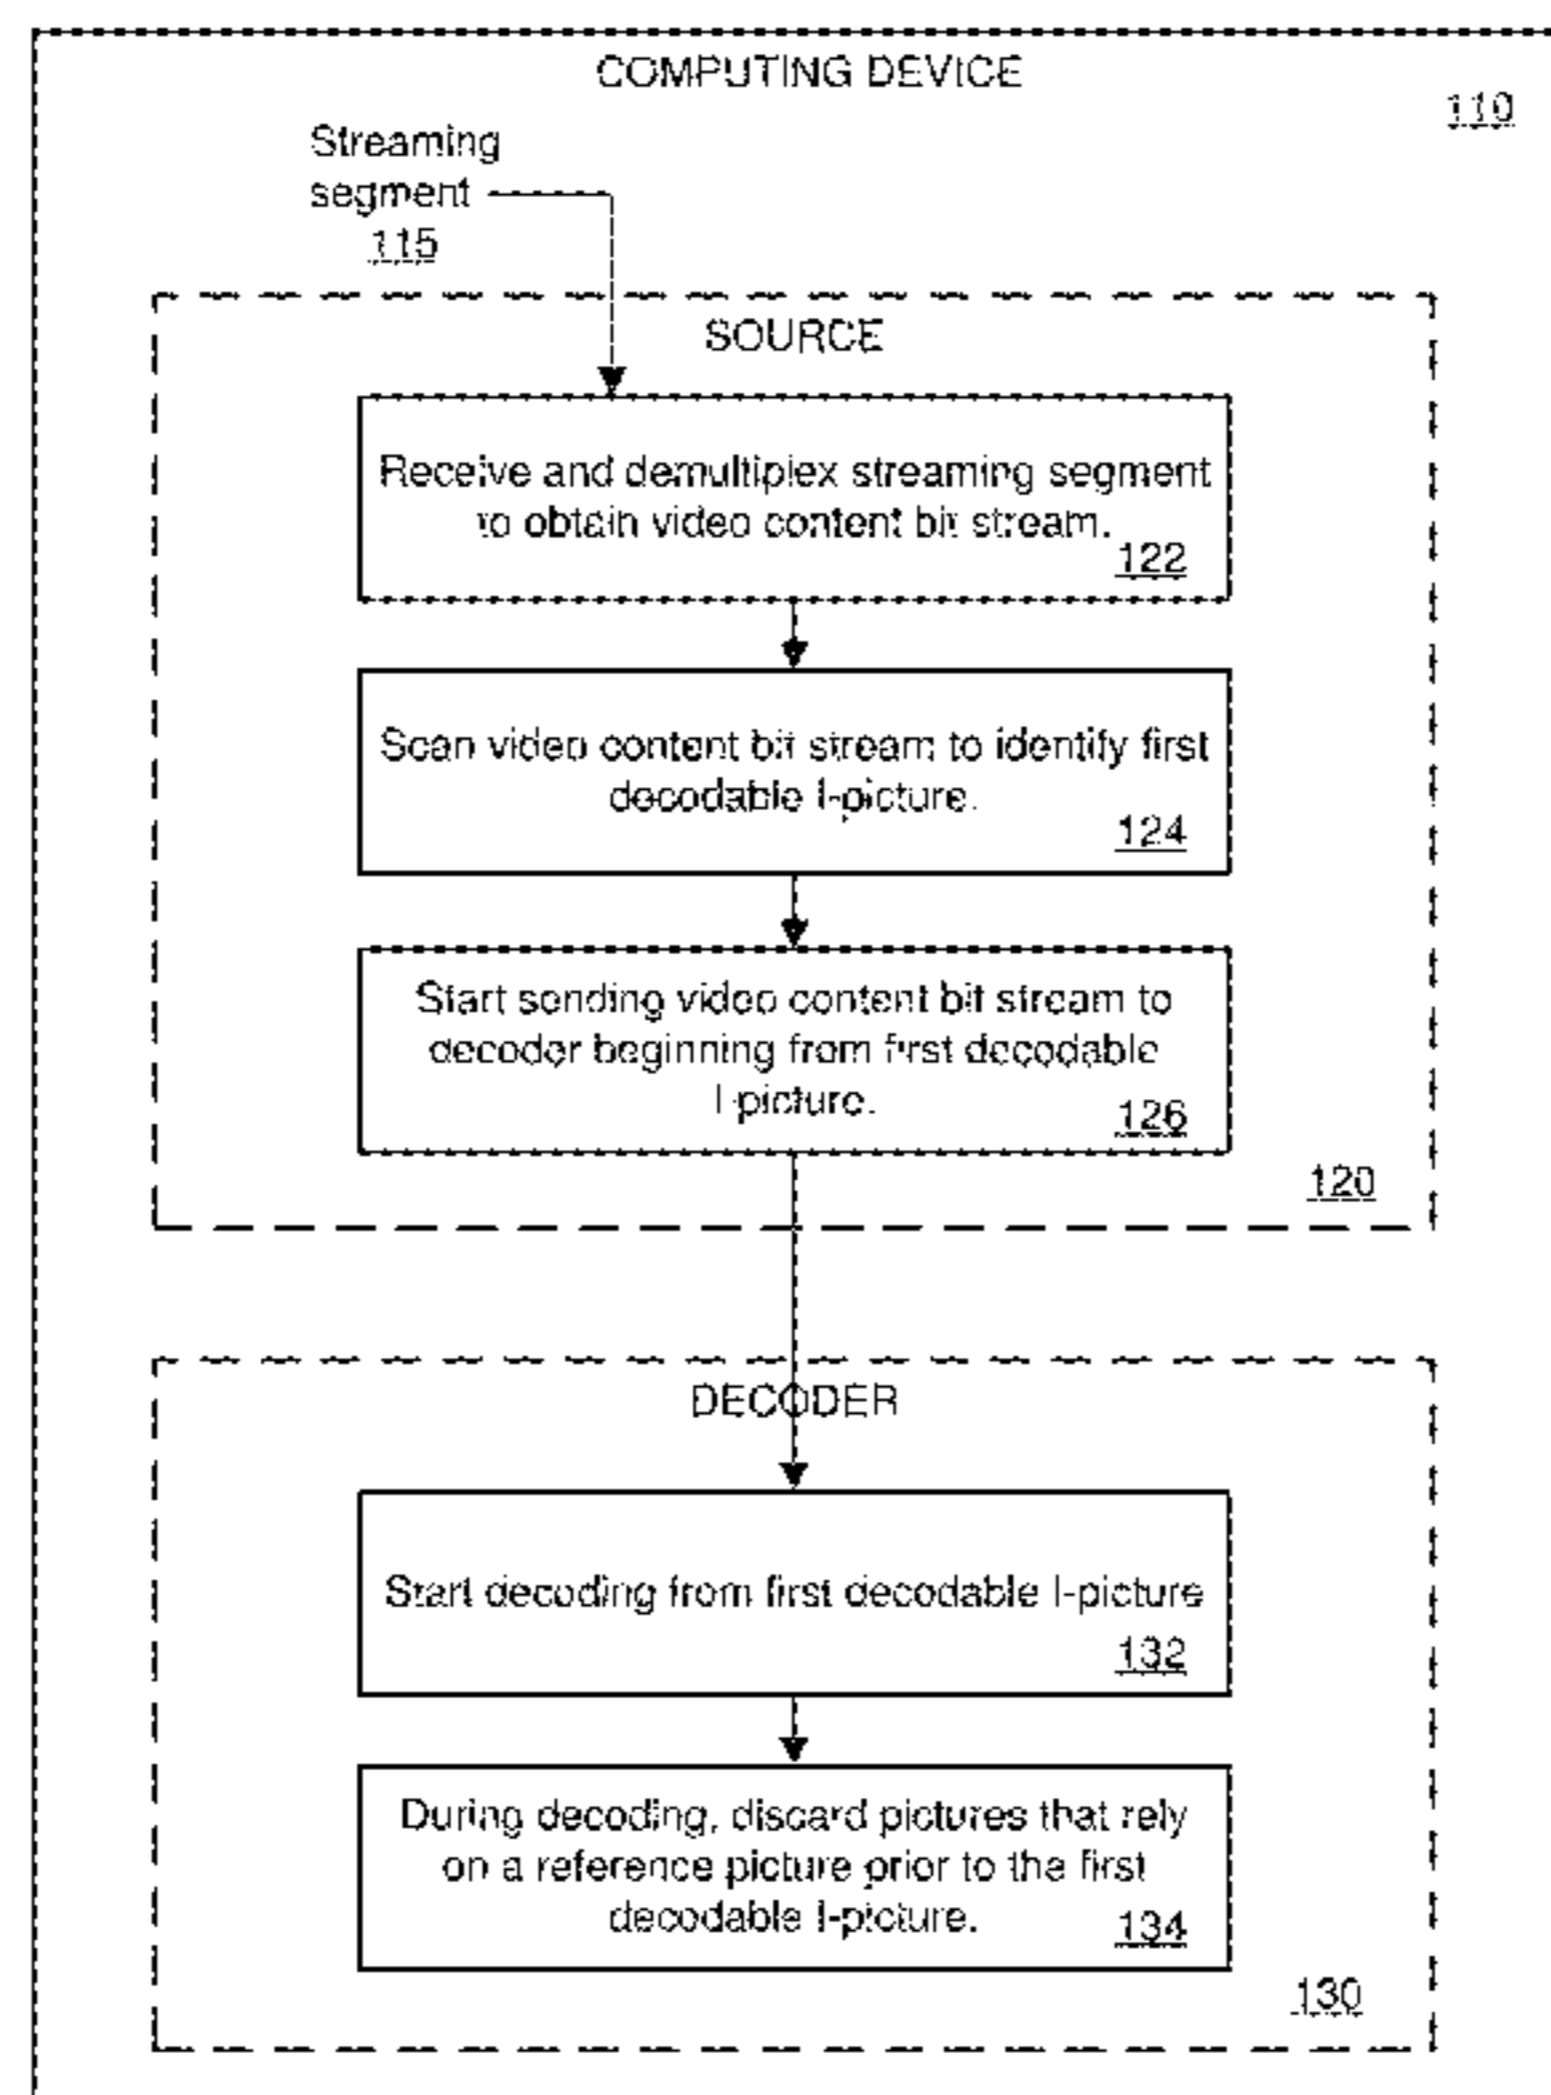 COMPUTING DEVICE
110
Streaming
segment
115
SOURCE
Receive and demultiplex streaming segment
to obtain video content bit stream.
122
Scan video content bit stream to identify first
decodable I-picture.
124
Start sending video content bit stream to
decoder beginning from first decodable
I-picture.
126
120
DECODER
Start decoding from first decodable I-picture
132
During decoding, discard pictures that rely
on a reference picture prior to the first
decodable I-picture.
134
130